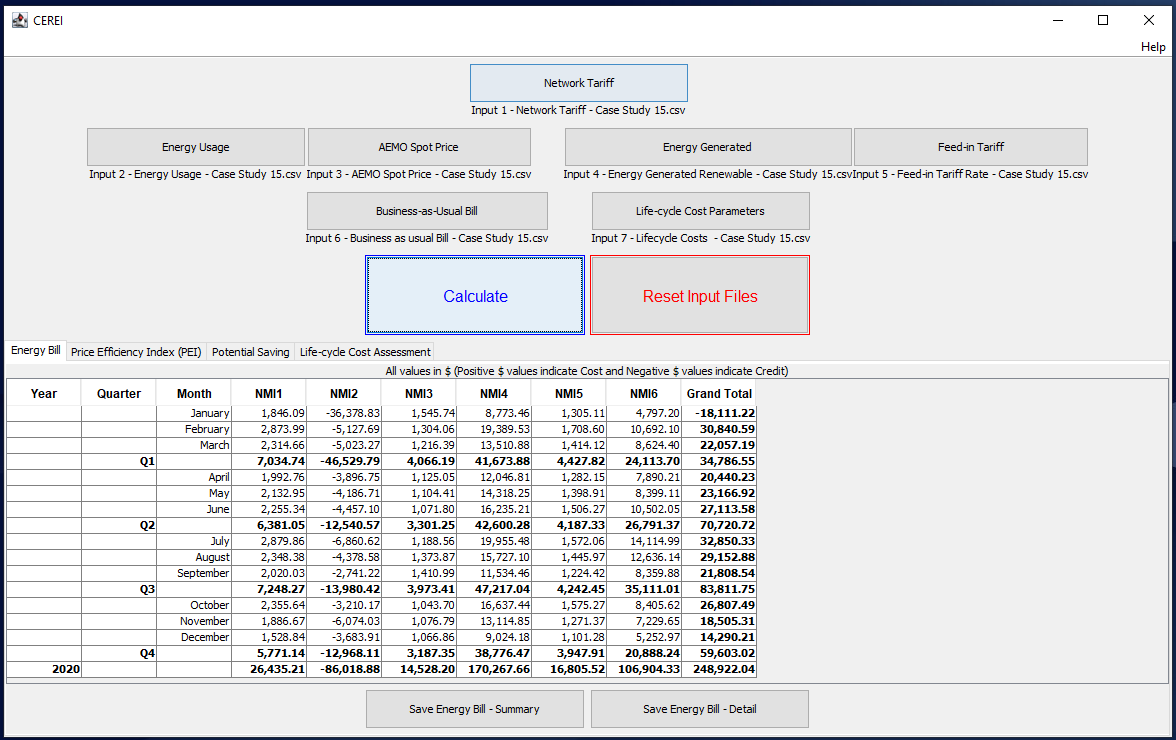 CEREI
Help
Network Tariff
Input 1 - Network Tariff - Case Study 15.csv
Energy Usage AEMO Spot Price Energy Generated Feed-in Tariff
Input 2 - Energy Usage - Case Study 15.csv Input 3 - AEMO Spot Price - Case Study 15.csv Input 4 - Energy Generated Renewable - Case Study 15.csv Input 5 - Feed-in Tariff Rate - Case Study 15.csv
Business-as-Usual Bill Life-cycle Cost Parameters
Input 6 - Business as usual Bill - Case Study 15.csv Input 7 - Lifecycle Costs - Case Study 15.csv
Calculate Reset Input Files
Energy Bill Price Efficiency Index (PEI) Potential Saving Life-cycle Cost Assessment
All values in $ (Positive $ values indicate Cost and Negative $ values indicate Credit)
Year Quarter Month NMI1 NMI2 NMI3 NMI4 NMI5 NMI6 Grand Total
January 1,846.09 -36,378.83 1,545.74 8,773.46 1,305.11 4,797.20 -18,111.22
February 2,873.99 -5,127.69 1,304.06 19,389.53 1,708.60 10,692.10 30,840.59
March 2,314.66 -5,023.27 1,216.39 13,510.88 1,414.12 8,624.40 22,057.19
Q1 7,034.74 -46,529.79 4,066.19 41,673.88 4,427.82 24,113.70 34,786.55
April 1,992.76 -3,896.75 1,125.05 12,046.81 1,282.15 7,890.21 20,440.23
May 2,132.95 -4,186.71 1,104.41 14,318.25 1,398.91 8,399.11 23,166.92
June 2,255.34 -4,457.10 1,071.80 16,235.21 1,506.27 10,502.05 27,113.58
Q2 6,381.05 -12,540.57 3,301.25 42,600.28 4,187.33 26,791.37 70,720.72
July 2,879.86 -6,860.62 1,188.56 19,955.48 1,572.06 14,114.99 32,850.33
August 2,348.38 -4,378.58 1,373.87 15,727.10 1,445.97 12,636.14 29,152.88
September 2,020.03 -2,741.22 1,410.99 11,534.46 1,224.42 8,359.88 21,808.54
Q3 7,248.27 -13,980.42 3,973.41 47,217.04 4,242.45 35,111.01 83,811.75
October 2,355.64 -3,210.17 1,043.70 16,637.44 1,575.27 8,405.62 26,807.49
November 1,886.67 -6,074.03 1,076.79 13,114.85 1,271.37 7,229.65 18,505.31
December 1,528.84 -3,683.91 1,066.86 9,024.18 1,101.28 5,252.97 14,290.21
Q4 5,771.14 -12,968.11 3,187.35 38,776.47 3,947.91 20,888.24 59,603.02
2020 26,435.21 -86,018.88 14,528.20 170,267.66 16,805.52 106,904.33 248,922.04
Save Energy Bill - Summary Save Energy Bill - Detail